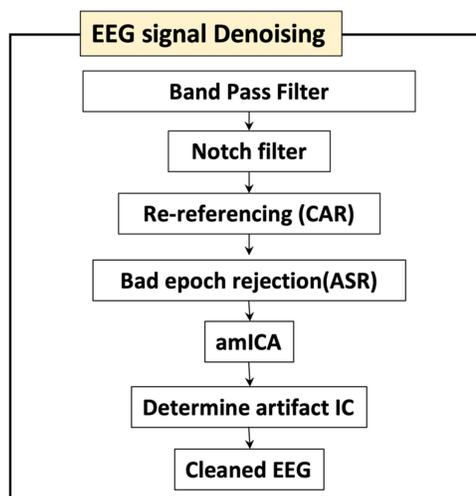 EEG signal Denoising
Band Pass Filter
Notch filter
Re-referencing (CAR)
Bad epoch rejection(ASR)
amICA
Determine artifact IC
Cleaned EEG